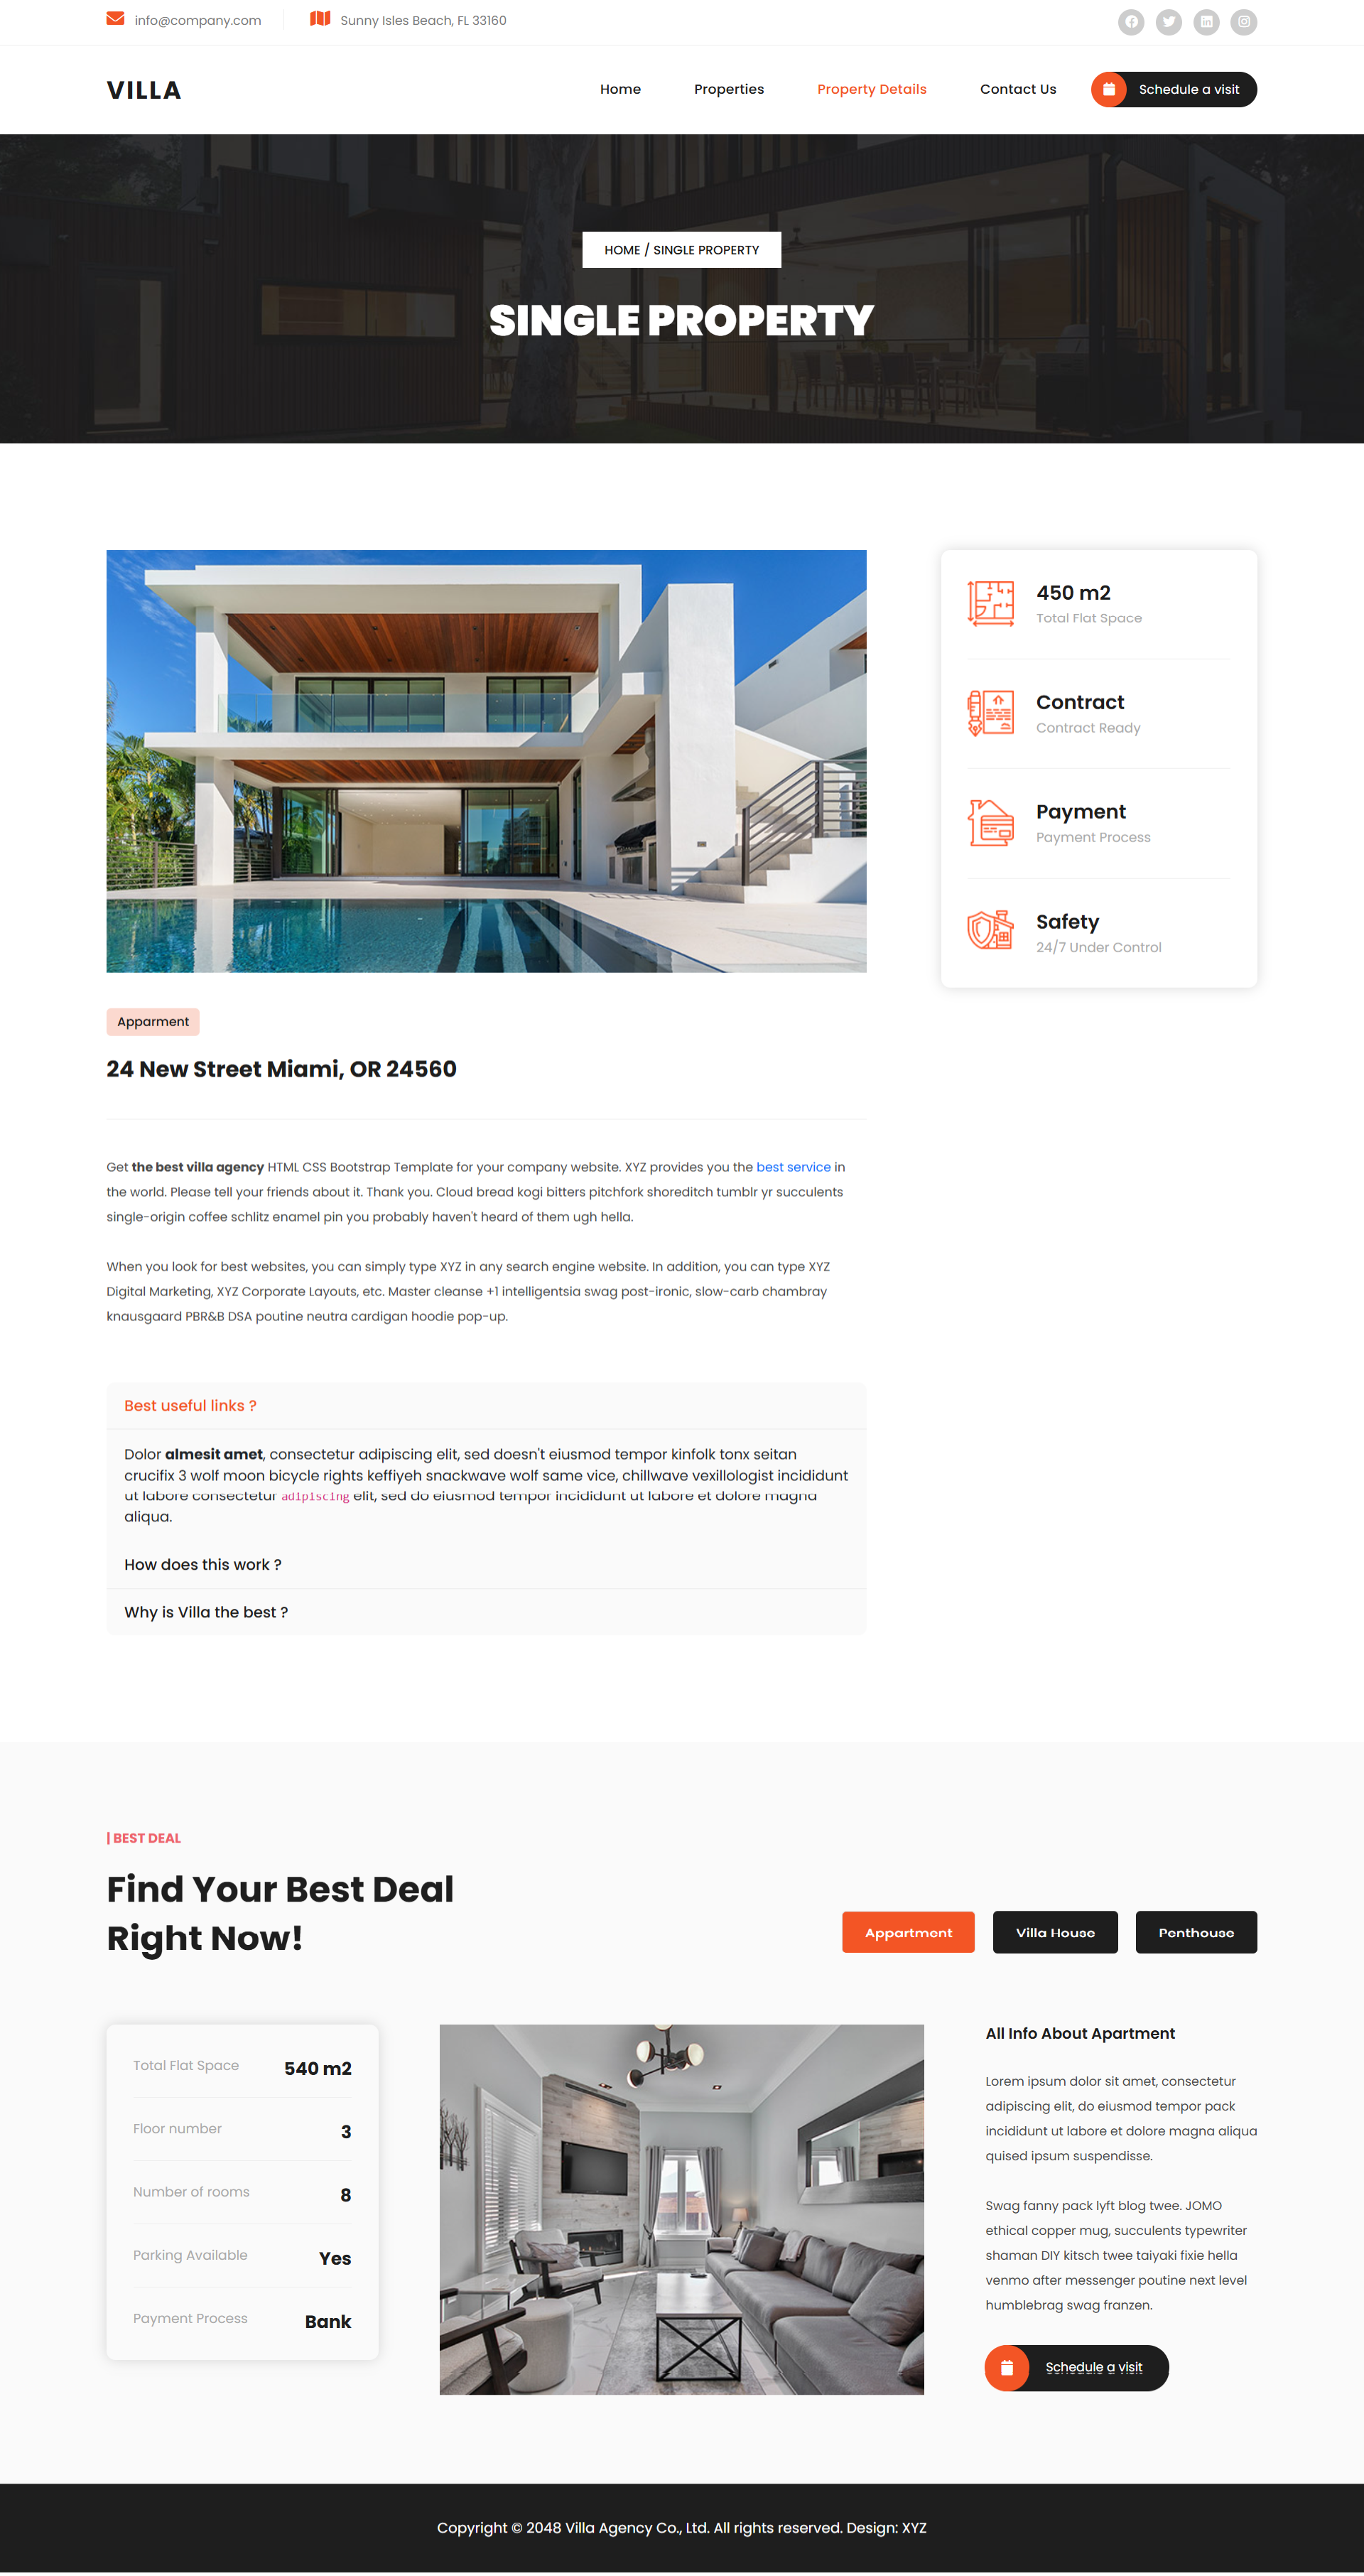 info@company.com
Sunny Isles Beach, FL 33160
VILLA
Home
Properties
Property Details
Contact Us
Schedule a visit
HOME / SINGLE PROPERTY
SINGLE PROPERTY
450 m2
Total Flat Space
Contract
Contract Ready
Payment
Payment Process
Safety
24/7 Under Control
Apparment
24 New Street Miami, OR 24560
Get the best villa agency HTML CSS Bootstrap Template for your company website. XYZ provides you the best service in
the world. Please tell your friends about it. Thank you. Cloud bread kogi bitters pitchfork shoreditch tumblr yr succulents
single-origin coffee schlitz enamel pin you probably haven't heard of them ugh hella.
When you look for best websites, you can simply type XYZ in any search engine website. In addition, you can type XYZ
Digital Marketing, XYZ Corporate Layouts, etc. Master cleanse +1 intelligentsia swag post-ironic, slow-carb chambray
knausgaard PBR&B DSA poutine neutra cardigan hoodie pop-up.
Best useful links ?
Dolor almesit amet, consectetur adipiscing elit, sed doesn't eiusmod tempor kinfolk tonx seitan
crucifix 3 wolf moon bicycle rights keffiyeh snackwave wolf same vice, chillwave vexillologist incididunt
ut labore consectetur adipiscing elit, sed do eiusmod tempor incididunt ut labore et dolore magna
aliqua.
How does this work ?
Why is Villa the best ?
| BEST DEAL
Find Your Best Deal
Right Now!
Appartment
Villa House
Penthouse
Total Flat Space 540 m2
Floor number 3
Number of rooms 8
Parking Available Yes
Payment Process Bank
All Info About Apartment
Lorem ipsum dolor sit amet, consectetur
adipiscing elit, do eiusmod tempor pack
incididunt ut labore et dolore magna aliqua
quised ipsum suspendisse.
Swag fanny pack lyft blog twee. JOMO
ethical copper mug, succulents typewriter
shaman DIY kitsch twee taiyaki fixie hella
venmo after messenger poutine next level
humblebrag swag franzen.
Schedule a visit
Copyright © 2048 Villa Agency Co., Ltd. All rights reserved. Design: XYZ